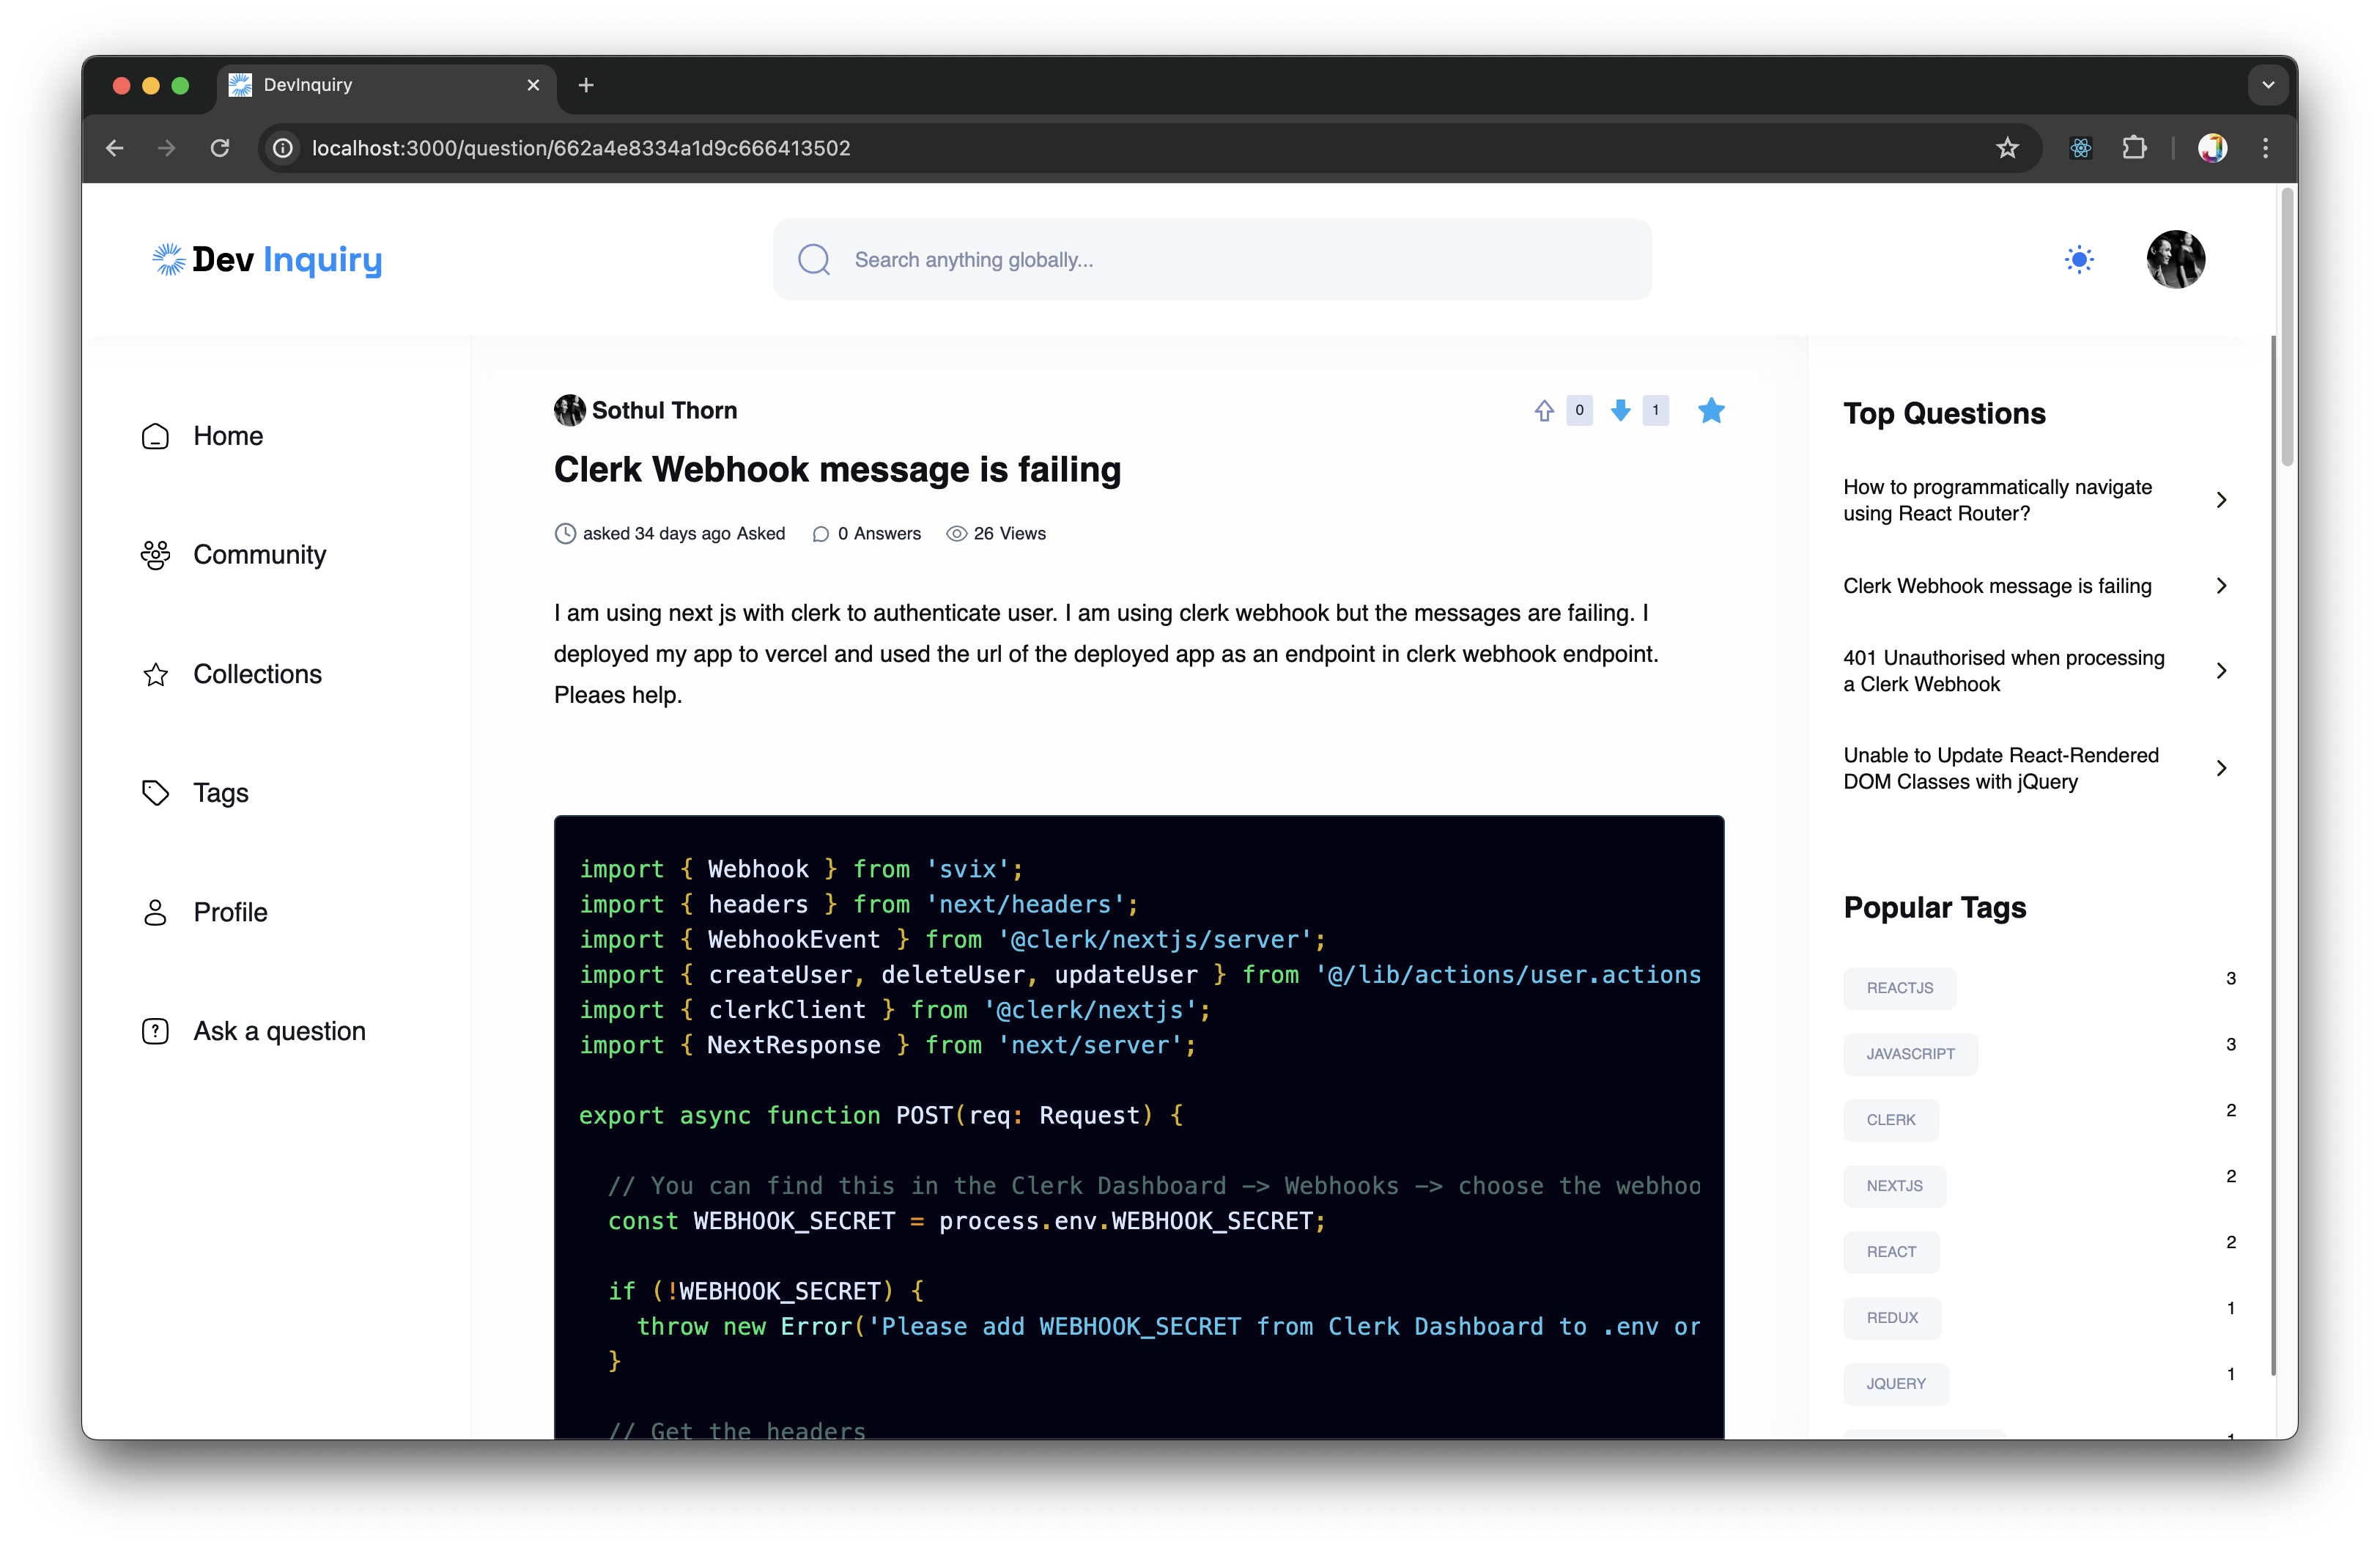 DevInquiry
localhost:3000/question/662a4e8334a1d9c666413502
Dev Inquiry
Search anything globally...
Home
Community
Collections
Tags
Profile
Ask a question
Sothul Thorn
0
1
Clerk Webhook message is failing
asked 34 days ago Asked
0 Answers
26 Views
I am using next js with clerk to authenticate user. I am using clerk webhook but the messages are failing. I
deployed my app to vercel and used the url of the deployed app as an endpoint in clerk webhook endpoint.
Pleaes help.
import { Webhook } from 'svix';
import { headers } from 'next/headers';
import { WebhookEvent } from '@clerk/nextjs/server';
import { createUser, deleteUser, updateUser } from '@/lib/actions/user.actions
import { clerkClient } from '@clerk/nextjs';
import { NextResponse } from 'next/server';
export async function POST(req: Request) {
// You can find this in the Clerk Dashboard -> Webhooks -> choose the webhoo
const WEBHOOK_SECRET = process.env.WEBHOOK_SECRET;
if (!WEBHOOK_SECRET) {
throw new Error('Please add WEBHOOK_SECRET from Clerk Dashboard to .env or
}
// Get the headers
Top Questions
How to programmatically navigate
using React Router?
Clerk Webhook message is failing
401 Unauthorised when processing
a Clerk Webhook
Unable to Update React-Rendered
DOM Classes with jQuery
Popular Tags
REACTJS 3
JAVASCRIPT 3
CLERK 2
NEXTJS 2
REACT 2
REDUX 1
JQUERY 1